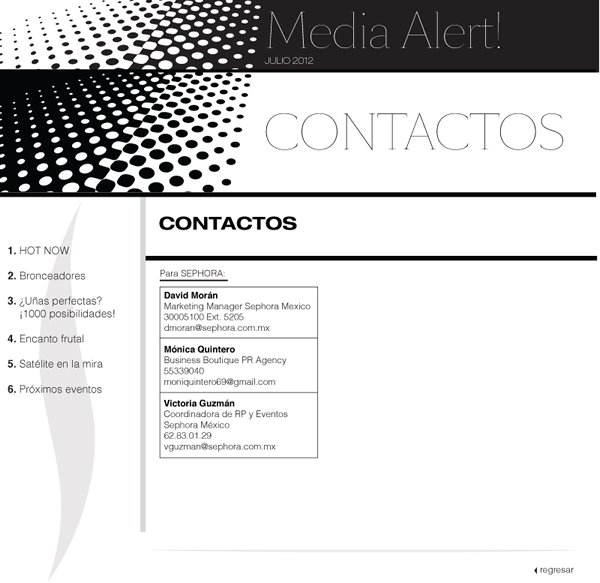 Media Alert!
JULIO 2012
CONTACTOS
CONTACTOS
1. HOT NOW
2. Bronceadores
3. ¿Uñas perfectas?
¡1000 posibilidades!
4. Encanto frutal
5. Satélite en la mira
6. Próximos eventos
Para SEPHORA:
David Morán
Marketing Manager Sephora Mexico
30005100 Ext. 5205
dmoran@sephora.com.mx
Mónica Quintero
Business Boutique PR Agency
55339040
moniquintero69@gmail.com
Victoria Guzmán
Coordinadora de RP y Eventos
Sephora México
62.83.01.29
vguzman@sephora.com.mx
regresar